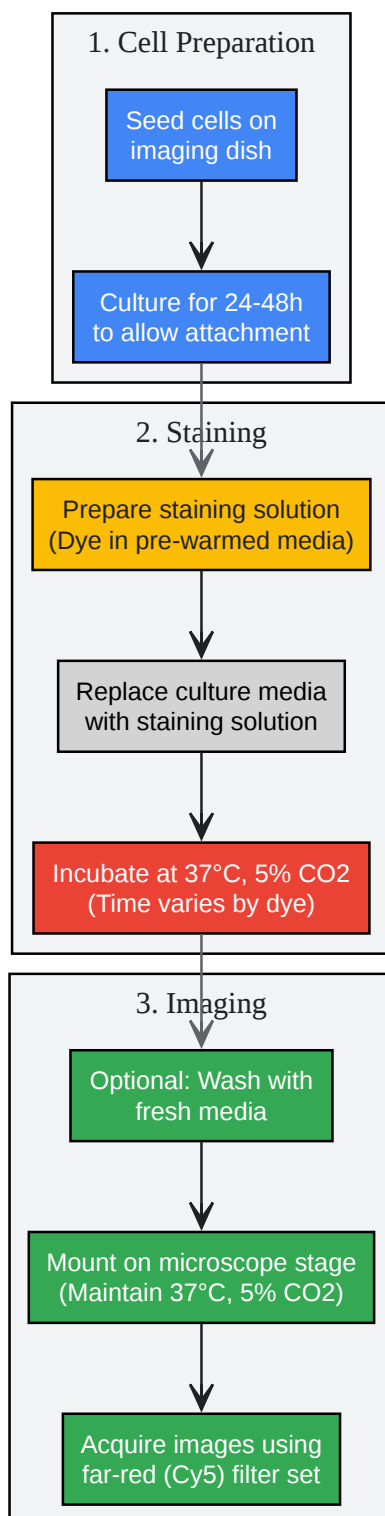 1. Cell Preparation
Seed cells on
imaging dish
Culture for 24-48h
to allow attachment
2. Staining
Prepare staining solution
(Dye in pre-warmed media)
Replace culture media
with staining solution
Incubate at 37°C, 5% CO2
(Time varies by dye)
3. Imaging
Optional: Wash with
fresh media
Mount on microscope stage
(Maintain 37°C, 5% CO2)
Acquire images using
far-red (Cy5) filter set